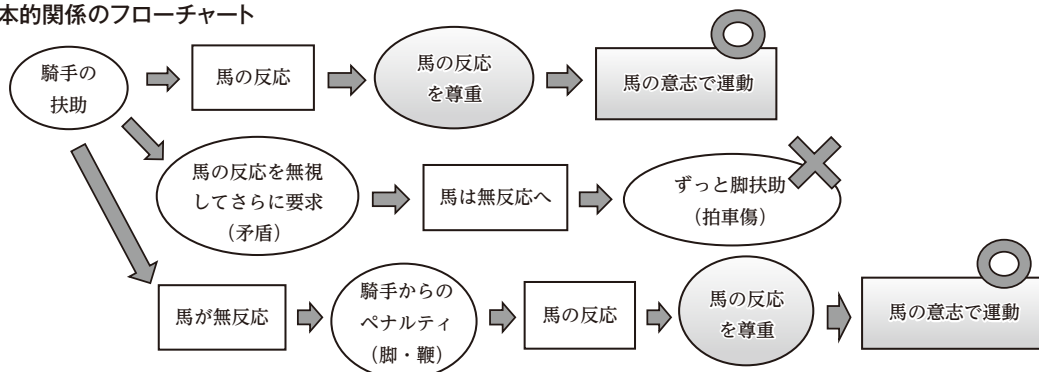 本的関係のフローチャート
騎手の
扶助
馬の反応
馬の反応
を尊重
馬の意志で運動
馬の反応を無視
してさらに要求
（矛盾）
馬は無反応へ
ずっと脚扶助
（拍車傷）
馬が無反応
騎手からの
ペナルティ
（脚・鞭）
馬の反応
馬の反応
を尊重
馬の意志で運動